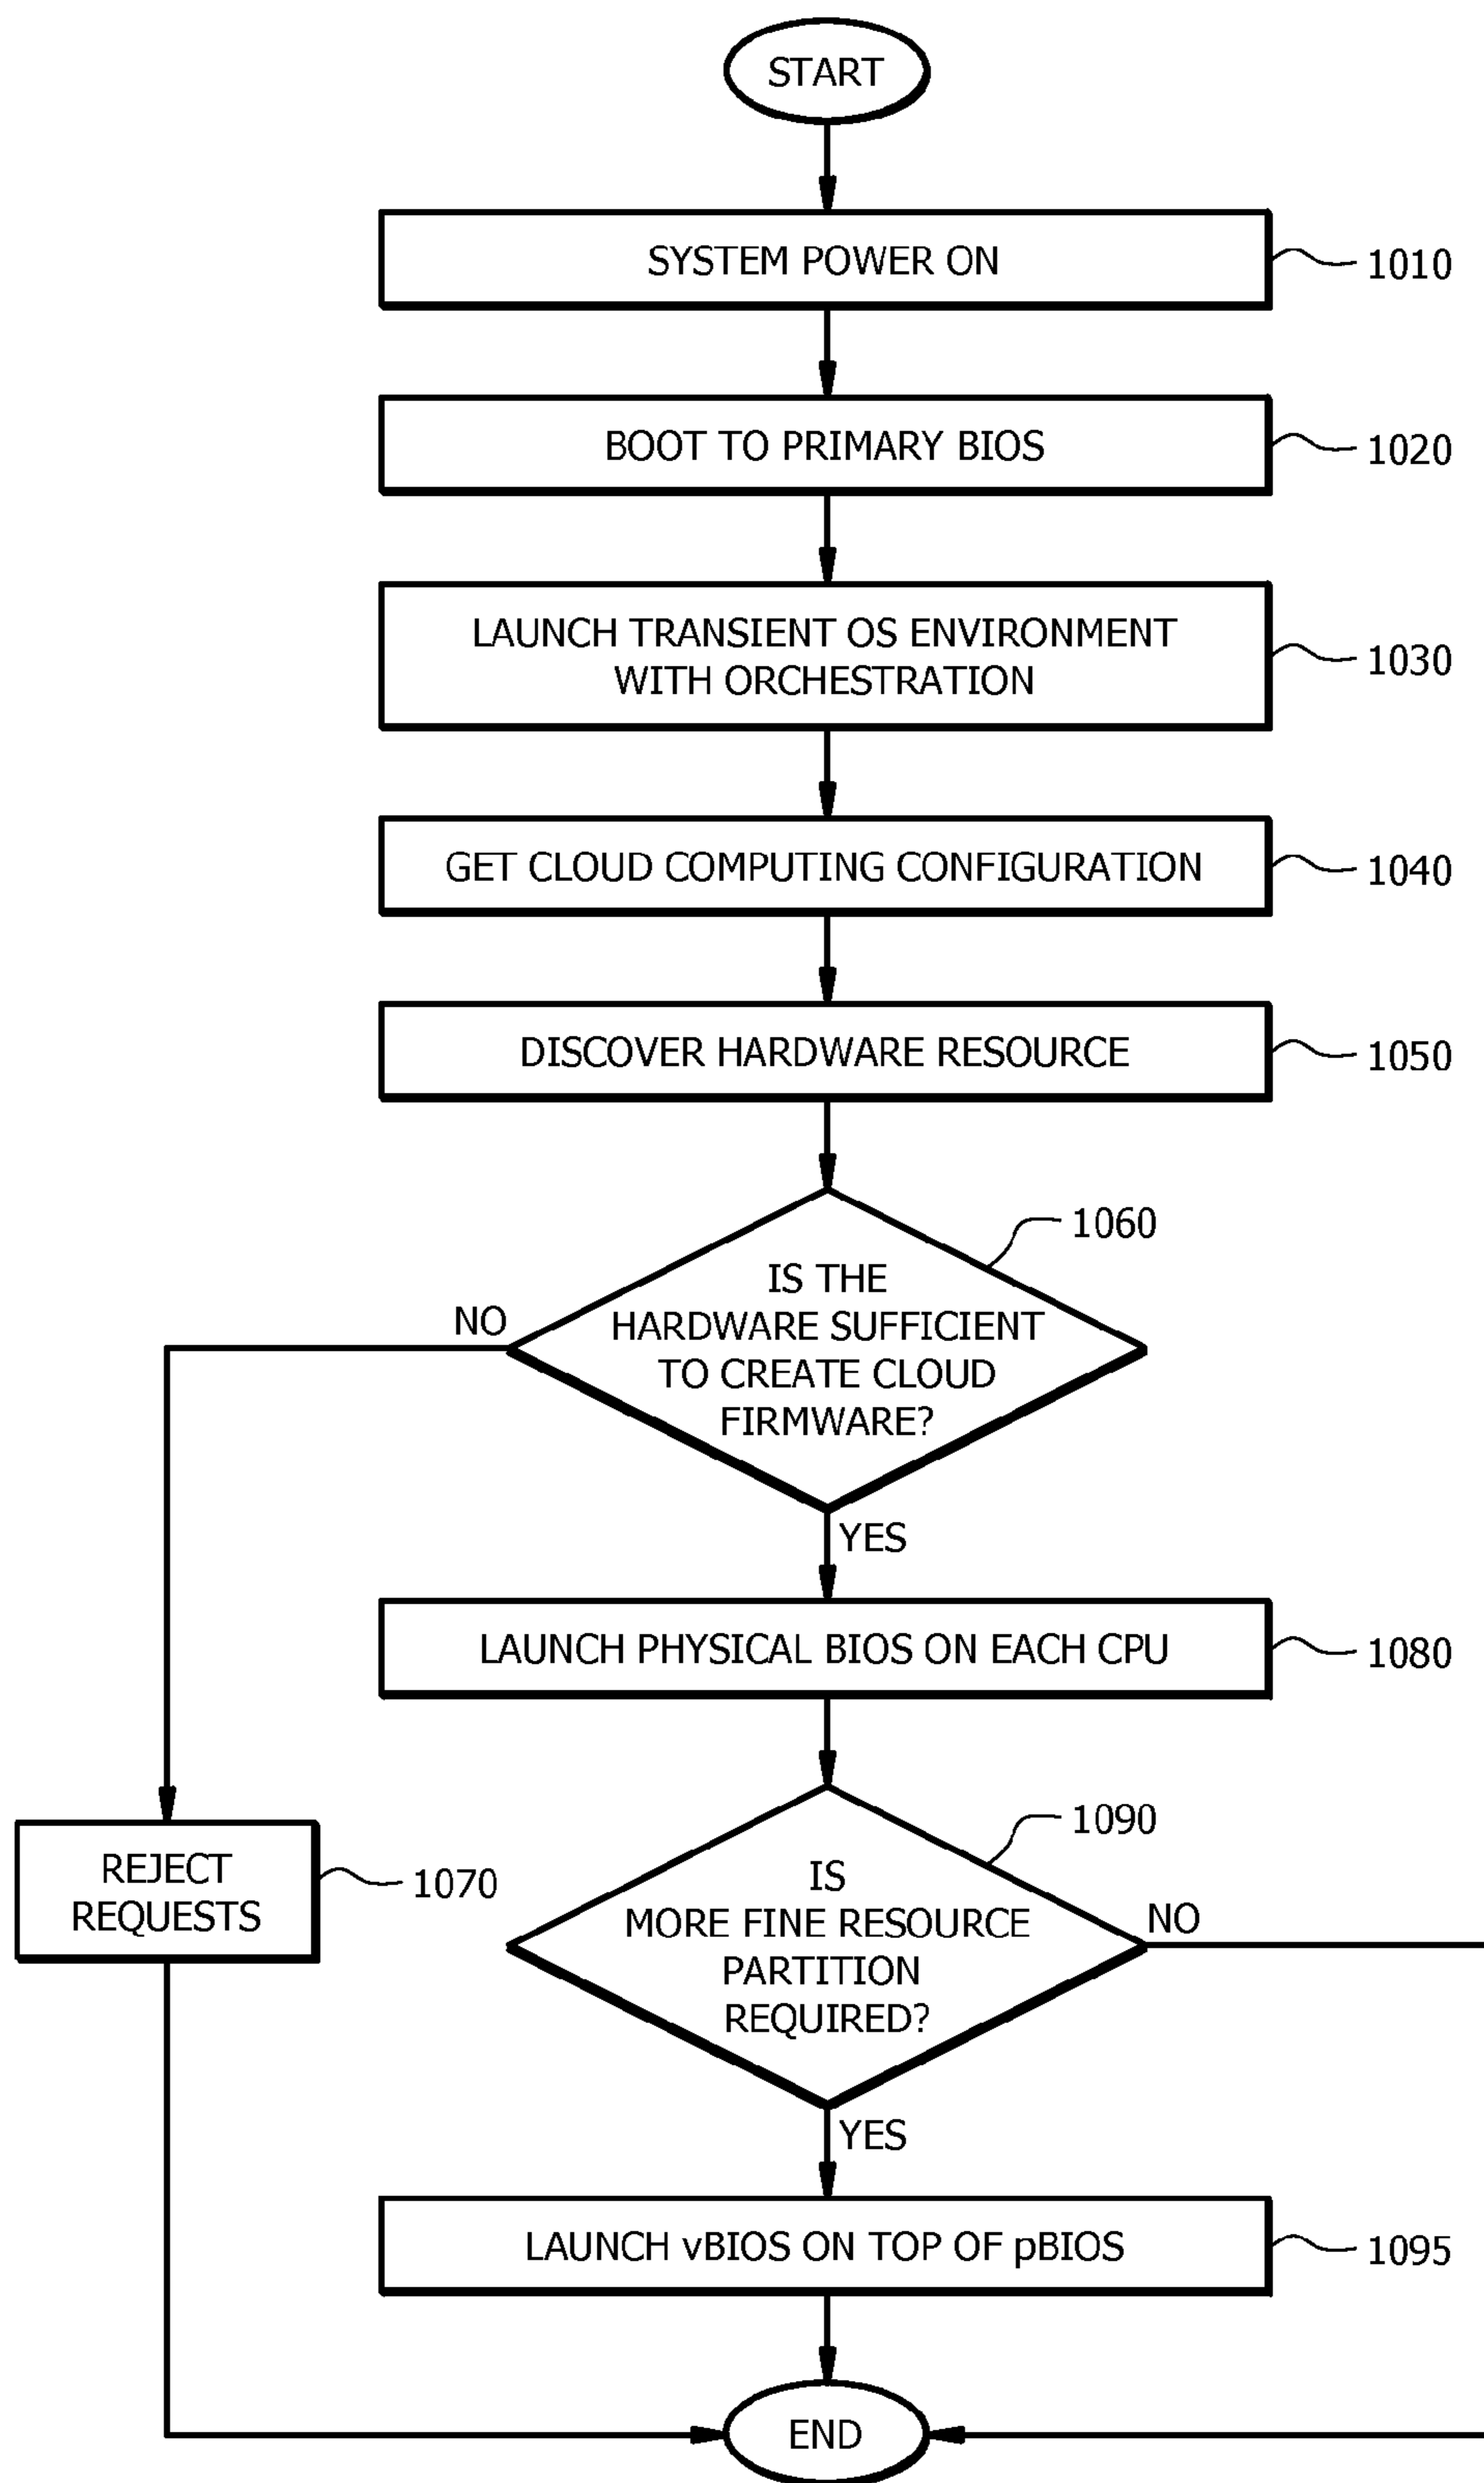 START
SYSTEM POWER ON
1010
BOOT TO PRIMARY BIOS
1020
LAUNCH TRANSIENT OS ENVIRONMENT
WITH ORCHESTRATION
1030
GET CLOUD COMPUTING CONFIGURATION
1040
DISCOVER HARDWARE RESOURCE
1050
1060
IS THE
HARDWARE SUFFICIENT
TO CREATE CLOUD
FIRMWARE?
NO
YES
LAUNCH PHYSICAL BIOS ON EACH CPU
1080
REJECT
REQUESTS
1070
1090
IS
MORE FINE RESOURCE
PARTITION
REQUIRED?
NO
YES
LAUNCH vBIOS ON TOP OF pBIOS
1095
END